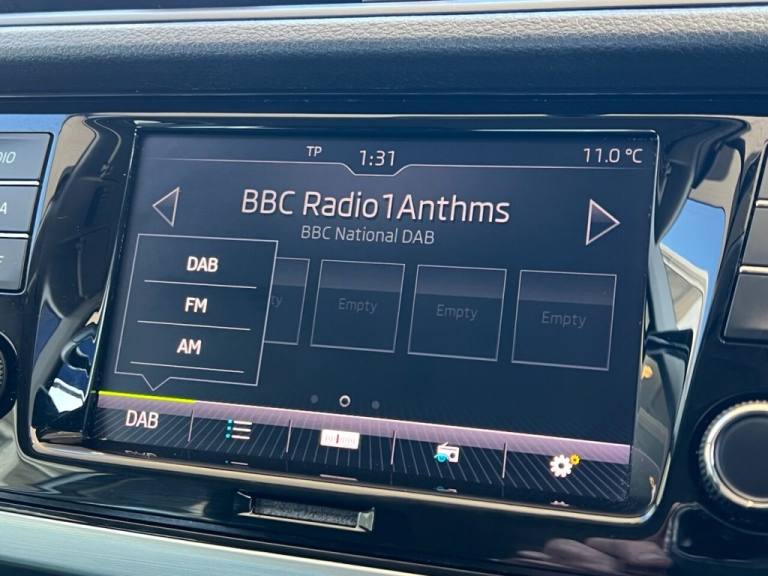 TP 1:31 11.0 °C
BBC Radio1Anthms
BBC National DAB
DAB
FM
AM
Empty
Empty
Empty
DAB